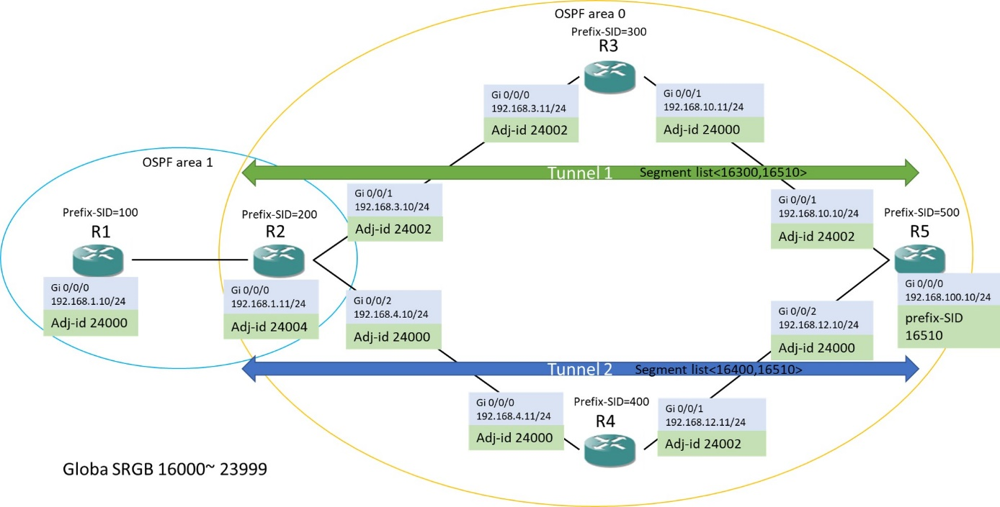 OSPF area 0
Prefix-SID=300
R3
Gi 0/0/0
192.168.3.11/24
Adj-id 24002
Gi 0/0/1
192.168.10.11/24
Adj-id 24000
OSPF area 1
Tunnel 1 Segment list<16300,16510>
Gi 0/0/1
192.168.3.10/24
Adj-id 24002
Gi 0/0/1
192.168.10.10/24
Adj-id 24002
Prefix-SID=100
R1
Gi 0/0/0
192.168.1.10/24
Adj-id 24000
Prefix-SID=200
R2
Gi 0/0/0
192.168.1.11/24
Adj-id 24004
Prefix-SID=500
R5
Gi 0/0/0
192.168.100.10/24
prefix-SID
16510
Gi 0/0/2
192.168.4.10/24
Adj-id 24000
Gi 0/0/2
192.168.12.10/24
Adj-id 24000
Tunnel 2 Segment list<16400,16510>
Gi 0/0/0
192.168.4.11/24
Adj-id 24000
Prefix-SID=400
R4
Gi 0/0/1
192.168.12.11/24
Adj-id 24002
Globa SRGB 16000~ 23999